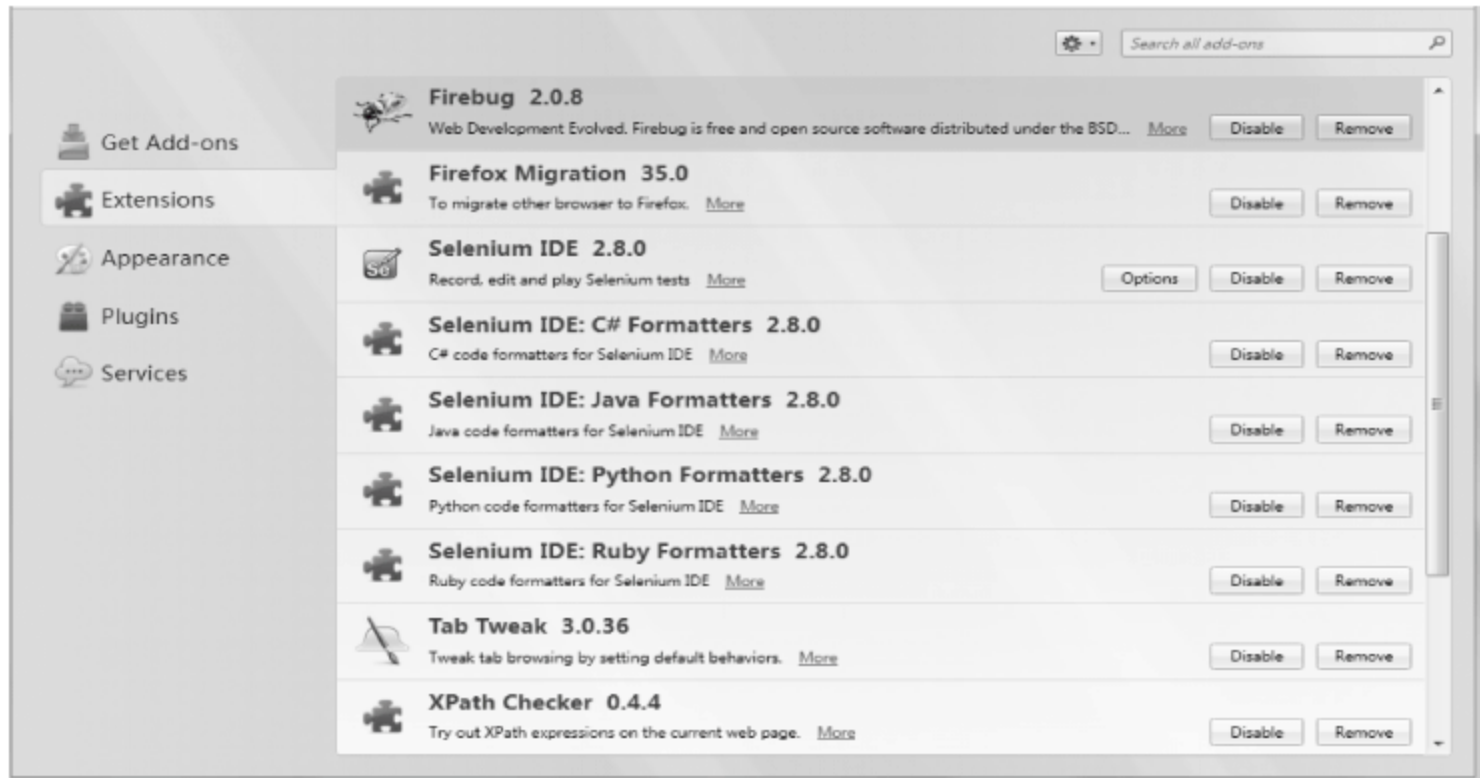 Search all add-ons
Get Add-ons
Extensions
Appearance
Plugins
Services
Firebug 2.0.8
Web Development Evolved. Firebug is free and open source software distributed under the BSD... More Disable Remove
Firefox Migration 35.0
To migrate other browser to Firefox. More Disable Remove
Selenium IDE 2.8.0
Record, edit and play Selenium tests More Options Disable Remove
Selenium IDE: C# Formatters 2.8.0
C# code formatters for Selenium IDE More Disable Remove
Selenium IDE: Java Formatters 2.8.0
Java code formatters for Selenium IDE More Disable Remove
Selenium IDE: Python Formatters 2.8.0
Python code formatters for Selenium IDE More Disable Remove
Selenium IDE: Ruby Formatters 2.8.0
Ruby code formatters for Selenium IDE More Disable Remove
Tab Tweak 3.0.36
Tweak tab browsing by setting default behaviors. More Disable Remove
XPath Checker 0.4.4
Try out XPath expressions on the current web page. More Disable Remove
Se